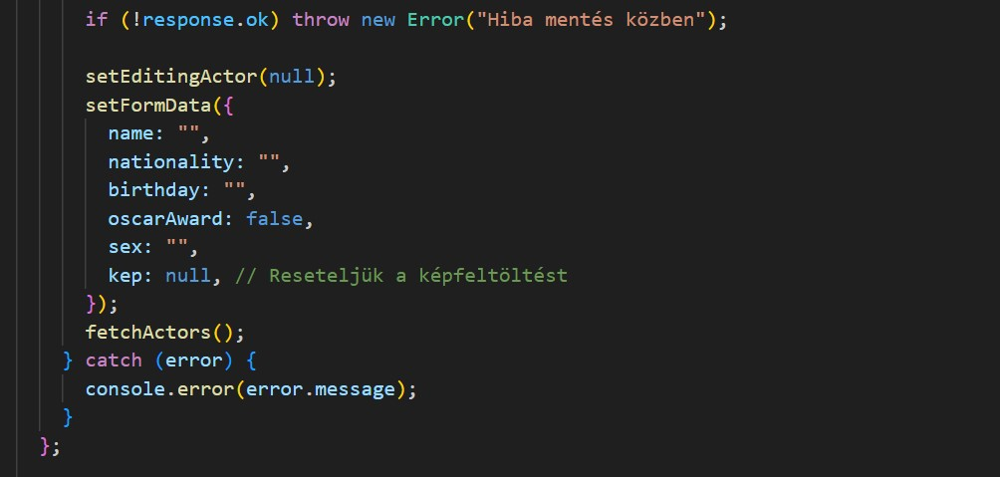 if (!response.ok) throw new Error("Hiba mentés közben");
setEditingActor(null);
setFormData({
name: "",
nationality: "",
birthday: "",
oscarAward: false,
sex: "",
kep: null, // Reseteljük a képfeltöltést
});
fetchActors();
} catch (error) {
console.error(error.message);
}
};